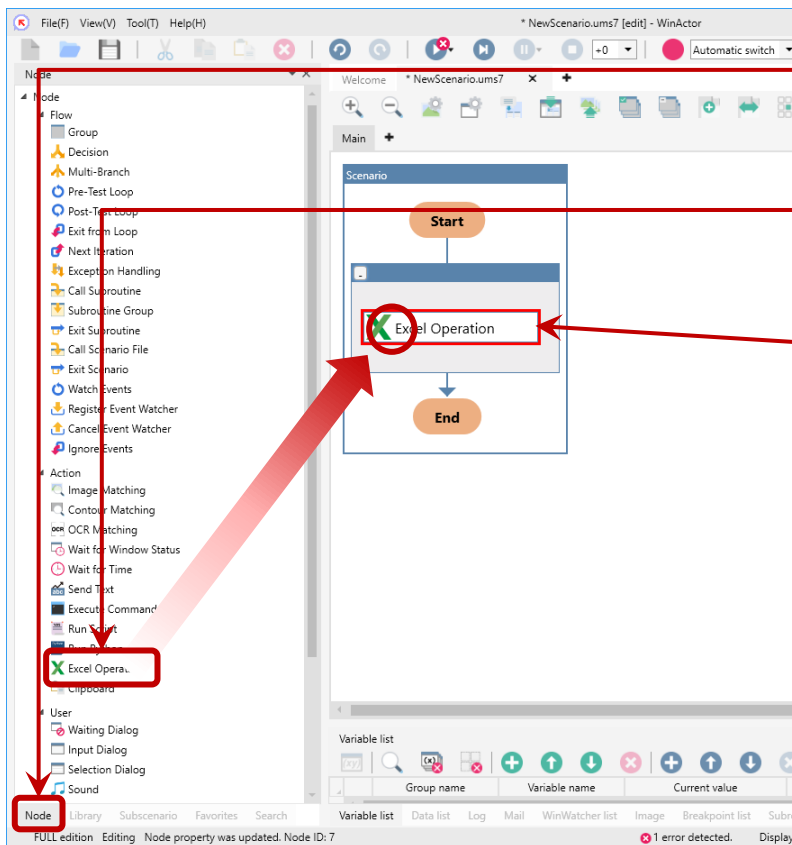 File(F) View(V) Tool(T) Help(H)
* NewScenario.ums7 [edit] - WinActor
+0
Automatic switch
Node
Welcome
* NewScenario.ums7
Main
Node
Flow
Group
Decision
Multi-Branch
Pre-Test Loop
Post-Test Loop
Exit from Loop
Next Iteration
Exception Handling
Call Subroutine
Subroutine Group
Exit Subroutine
Call Scenario File
Exit Scenario
Watch Events
Register Event Watcher
Cancel Event Watcher
Ignore Events
Action
Image Matching
Contour Matching
OCR Matching
Wait for Window Status
Wait for Time
Send Text
Execute Command
Run Script
Run Python
Excel Operat...
Clipboard
User
Waiting Dialog
Input Dialog
Selection Dialog
Sound
Scenario
Start
Excel Operation
End
Variable list
Group name
Variable name
Current value
Node Library Subscenario Favorites Search
Variable list Data list Log Mail WinWatcher list Image Breakpoint list
FULL edition Editing Node property was updated. Node ID: 7
1 error detected. Display